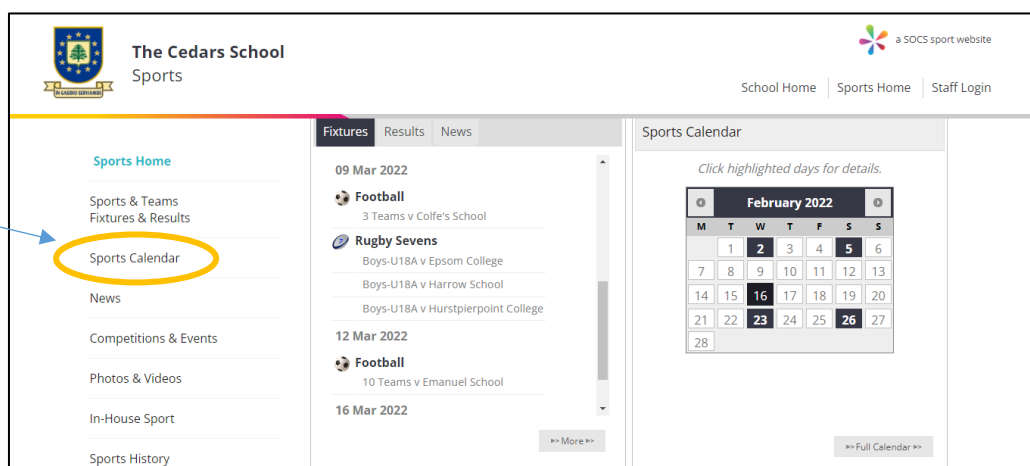 The Cedars School
Sports
IN GAUDIO SERVIAMUS
a SOCS sport website
School Home Sports Home Staff Login
Sports Home
Sports & Teams
Fixtures & Results
Sports Calendar
News
Competitions & Events
Photos & Videos
In-House Sport
Sports History
Fixtures Results News
09 Mar 2022
Football
3 Teams v Colfe's School
Rugby Sevens
Boys-U18A v Epsom College
Boys-U18A v Harrow School
Boys-U18A v Hurstpierpoint College
12 Mar 2022
Football
10 Teams v Emanuel School
16 Mar 2022
More
Sports Calendar
Click highlighted days for details.
February 2022
M T W T F S S
1 2 3 4 5 6
7 8 9 10 11 12 13
14 15 16 17 18 19 20
21 22 23 24 25 26 27
28
Full Calendar